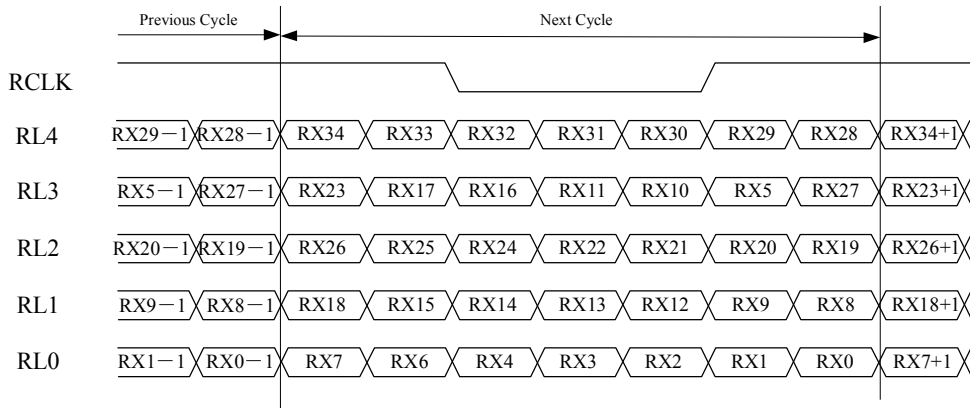 Previous Cycle Next Cycle
RCLK
RL4 RX29－1 RX28－1 RX34 RX33 RX32 RX31 RX30 RX29 RX28 RX34+1
RL3 RX5－1 RX27－1 RX23 RX17 RX16 RX11 RX10 RX5 RX27 RX23+1
RL2 RX20－1 RX19－1 RX26 RX25 RX24 RX22 RX21 RX20 RX19 RX26+1
RL1 RX9－1 RX8－1 RX18 RX15 RX14 RX13 RX12 RX9 RX8 RX18+1
RL0 RX1－1 RX0－1 RX7 RX6 RX4 RX3 RX2 RX1 RX0 RX7+1